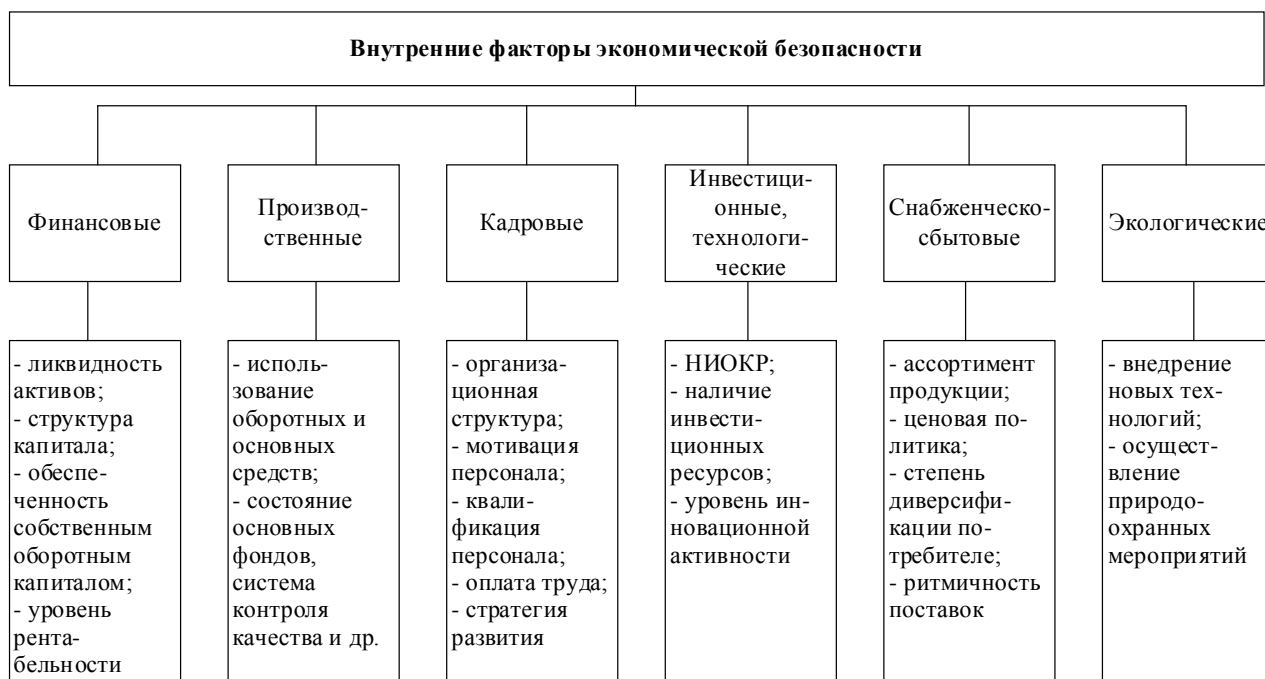 Внутренние факторы экономической безопасности
Финансовые
Производ-
ственные
Кадровые
Инвестици-
онные,
технологи-
ческие
Снабженческо-
сбытовые
Экологические
- ликвидность
активов;
- структура
капитала;
- обеспе-
ченность
собственным
оборотным
капиталом;
- уровень
рента-
бельности
- исполь-
зование
оборотных и
основных
средств;
- состояние
основных
фондов,
система
контроля
качества и др.
- организа-
ционная
структура;
- мотивация
персонала;
- квали-
фикация
персонала;
- оплата труда;
- стратегия
развития
- НИОКР;
- наличие
инвести-
ционных
ресурсов;
- уровень ин-
новационной
активности
- ассортимент
продукции;
- ценовая по-
литика;
- степень
диверсифи-
кации по-
требителе;
- ритмичность
поставок
- внедрение
новых тех-
нологий;
- осущест-
вление
природо-
охранных
мероприятий